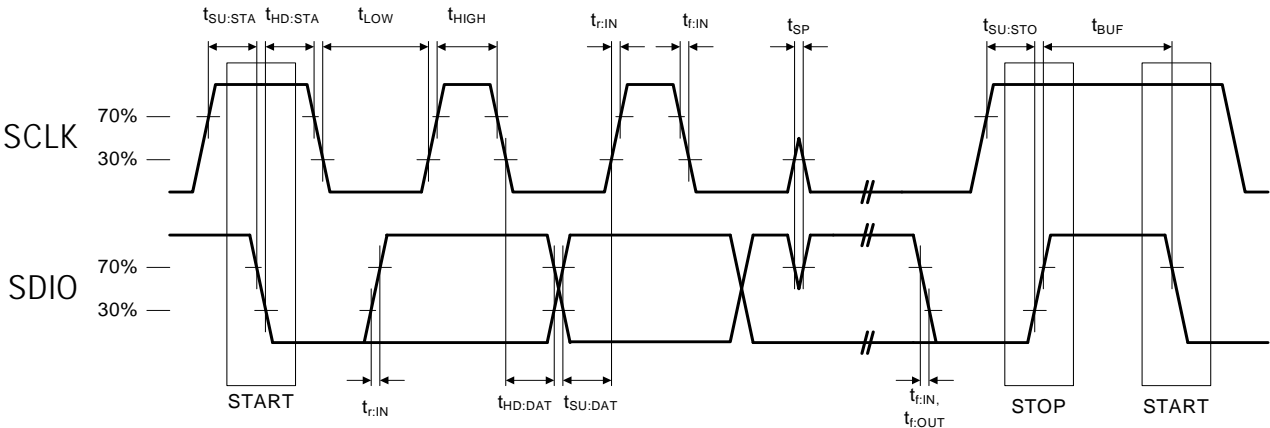 tSU:STA tHD:STA tLOW tHIGH tr:IN tf:IN tSP tSU:STO tBUF
SCLK
70%
30%
SDIO
70%
30%
START
tr:IN
tHD:DAT tSU:DAT
tf:IN,
tf:OUT
STOP
START